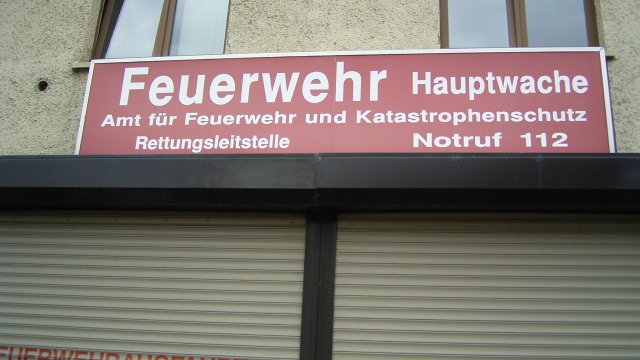 Feuerwehr Hauptwache
Amt für Feuerwehr und Katastrophenschutz
Rettungsleitstelle Notruf 112